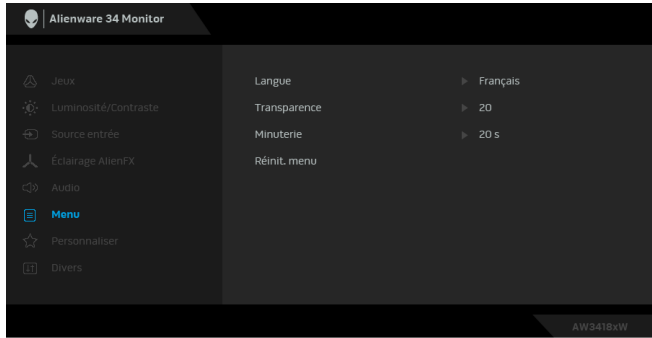 Alienware 34 Monitor
Jeux
Luminosité/Contraste
Source entrée
Éclairage AlienFX
Audio
Menu
Personnaliser
Divers
Langue Français
Transparence 20
Minuterie 20 s
Réinit. menu
AW3418xW